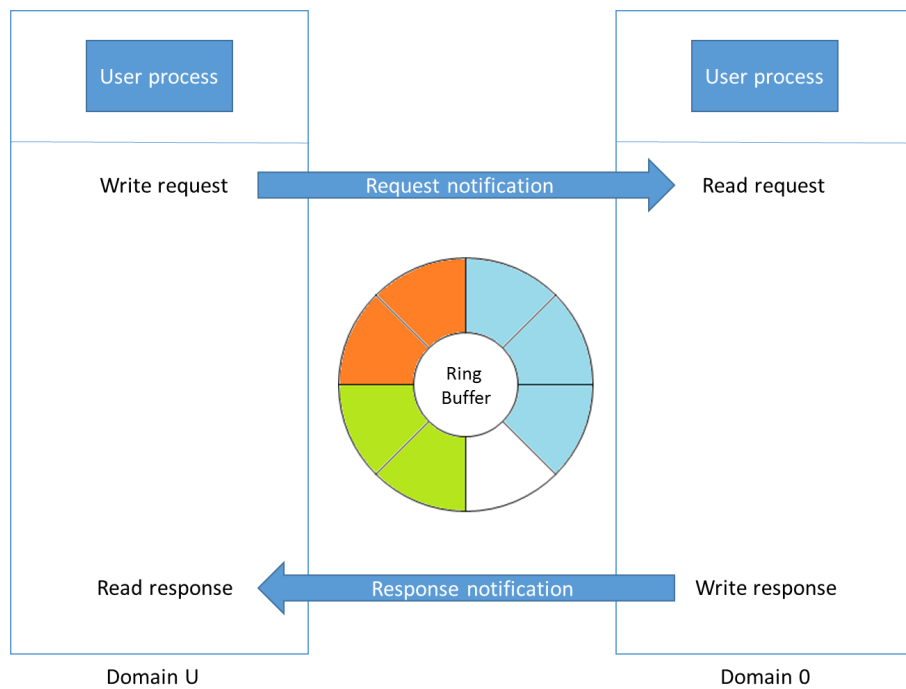 User process
User process
Write request
Request notification
Read request
Ring
Buffer
Read response
Response notification
Write response
Domain U
Domain 0